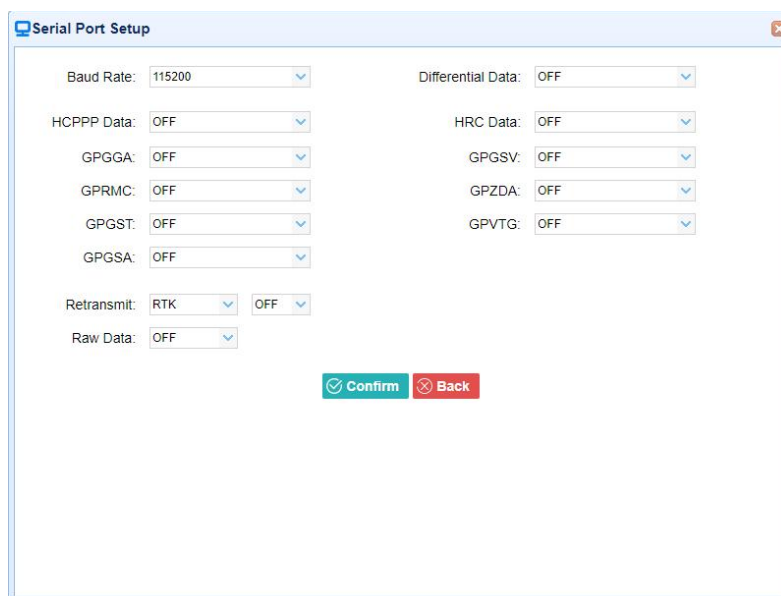 Serial Port Setup
Baud Rate: 115200 Differential Data: OFF
HCPPP Data: OFF HRC Data: OFF
GPGGA: OFF GPGSV: OFF
GPRMC: OFF GPZDA: OFF
GPGST: OFF GPVTG: OFF
GPGSA: OFF
Retransmit: RTK OFF
Raw Data: OFF
Confirm Back